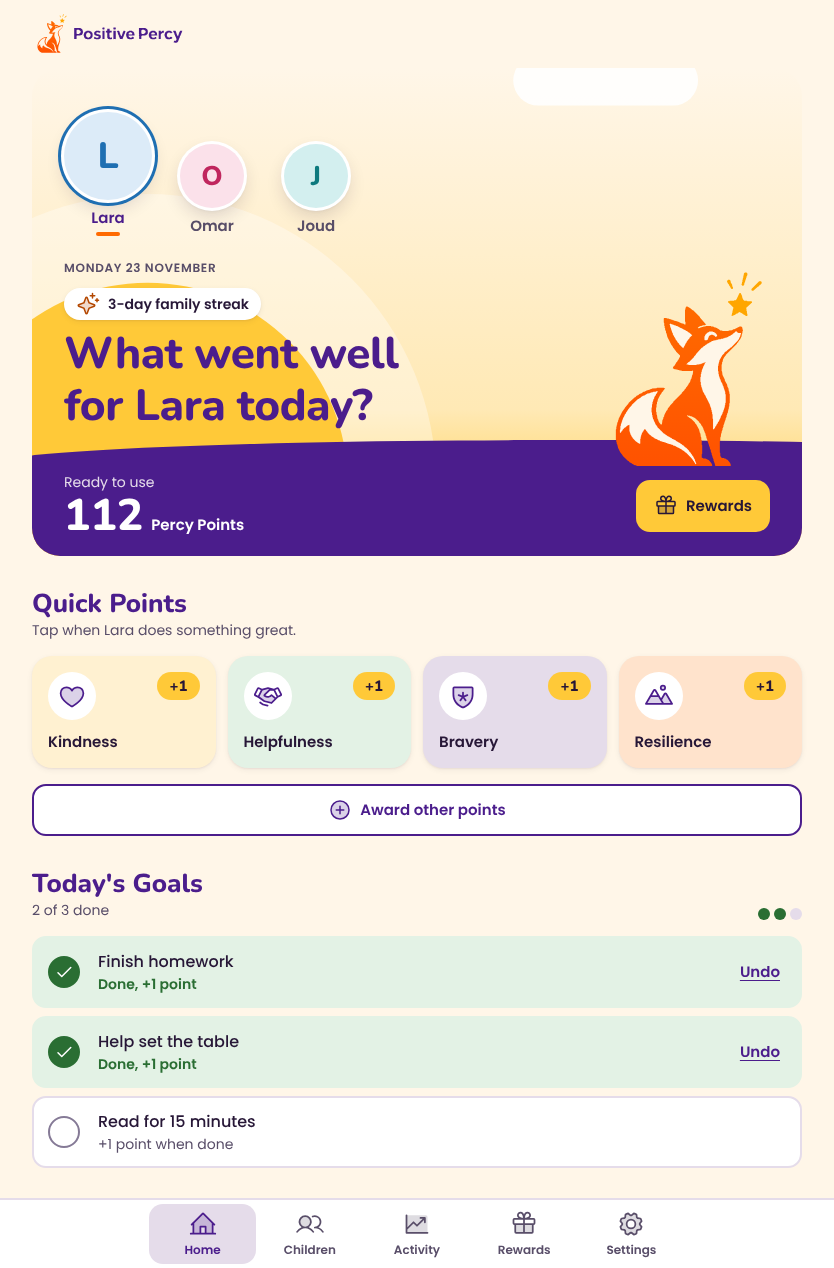 Positive Percy
L
O
J
Lara
Omar
Joud
MONDAY 23 NOVEMBER
3-day family streak
What went well
for Lara today?
Ready to use
112 Percy Points
Rewards
Quick Points
Tap when Lara does something great.
+1
Kindness
+1
Helpfulness
+1
Bravery
+1
Resilience
Award other points
Today's Goals
2 of 3 done
Finish homework
Done, +1 point
Undo
Help set the table
Done, +1 point
Undo
Read for 15 minutes
+1 point when done
Home
Children
Activity
Rewards
Settings